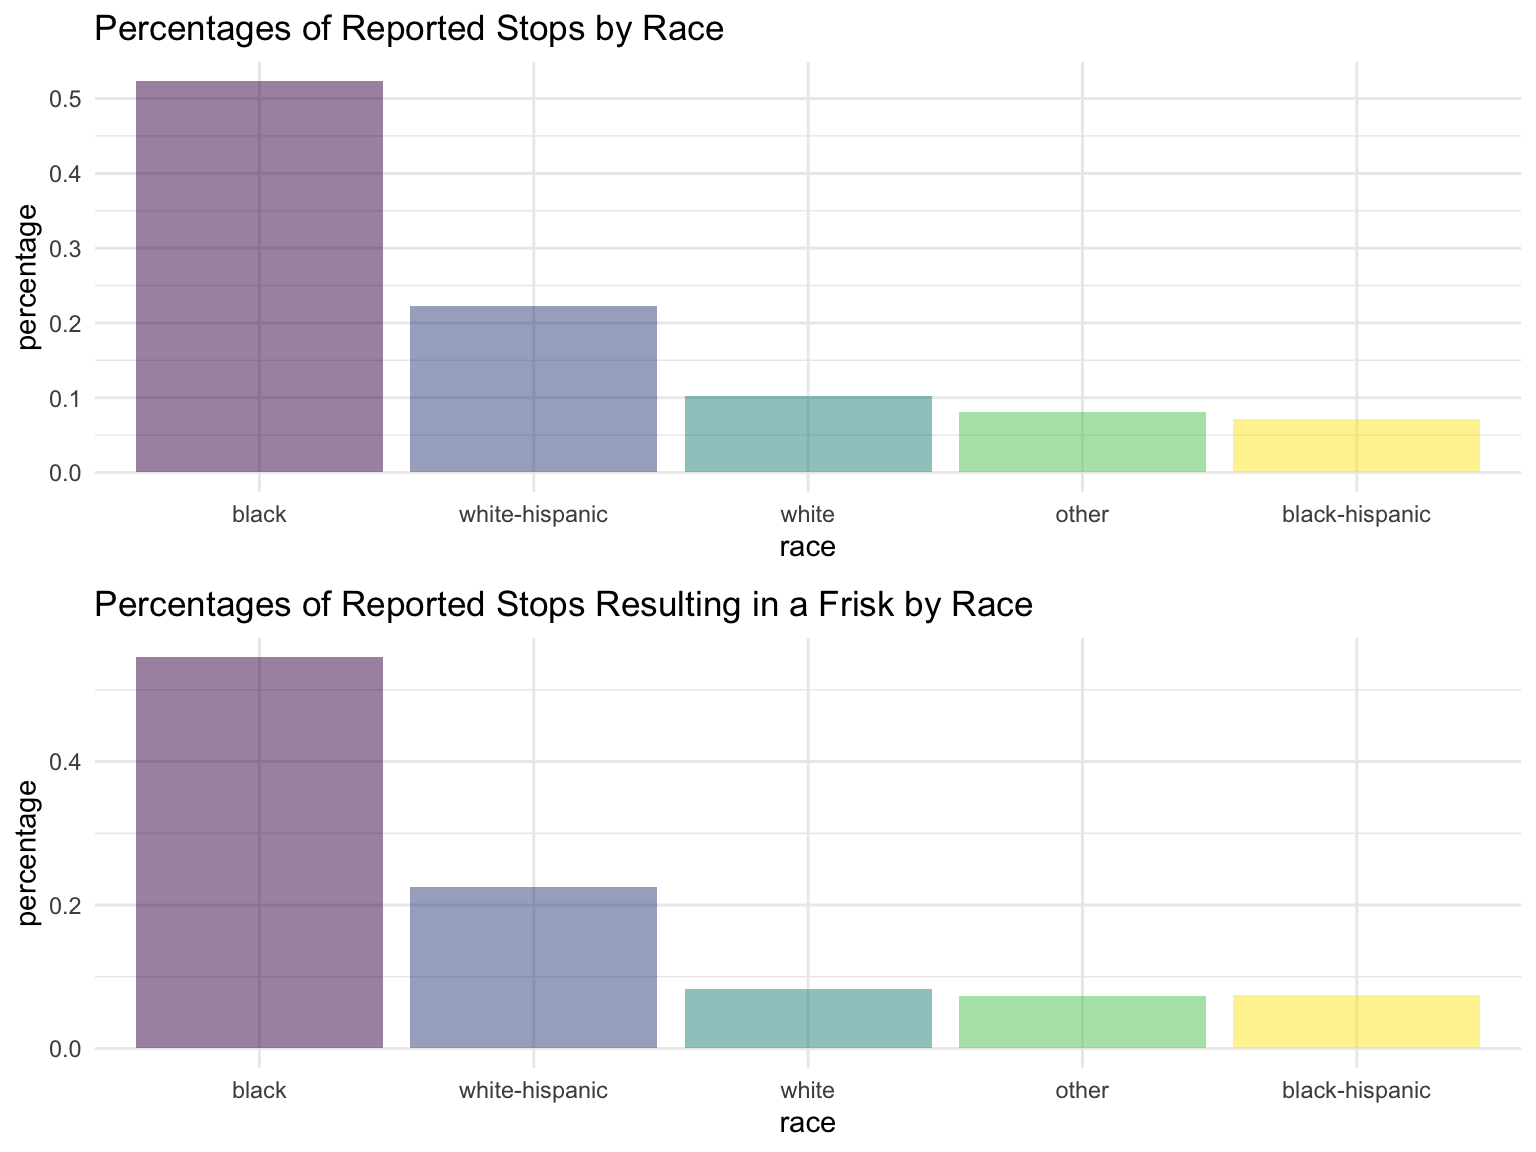 Percentages of Reported Stops by Race
0.5
0.4
0.3
0.2
0.1
0.0
percentage
black white-hispanic white other black-hispanic
race
Percentages of Reported Stops Resulting in a Frisk by Race
0.4
0.2
0.0
percentage
black white-hispanic white other black-hispanic
race